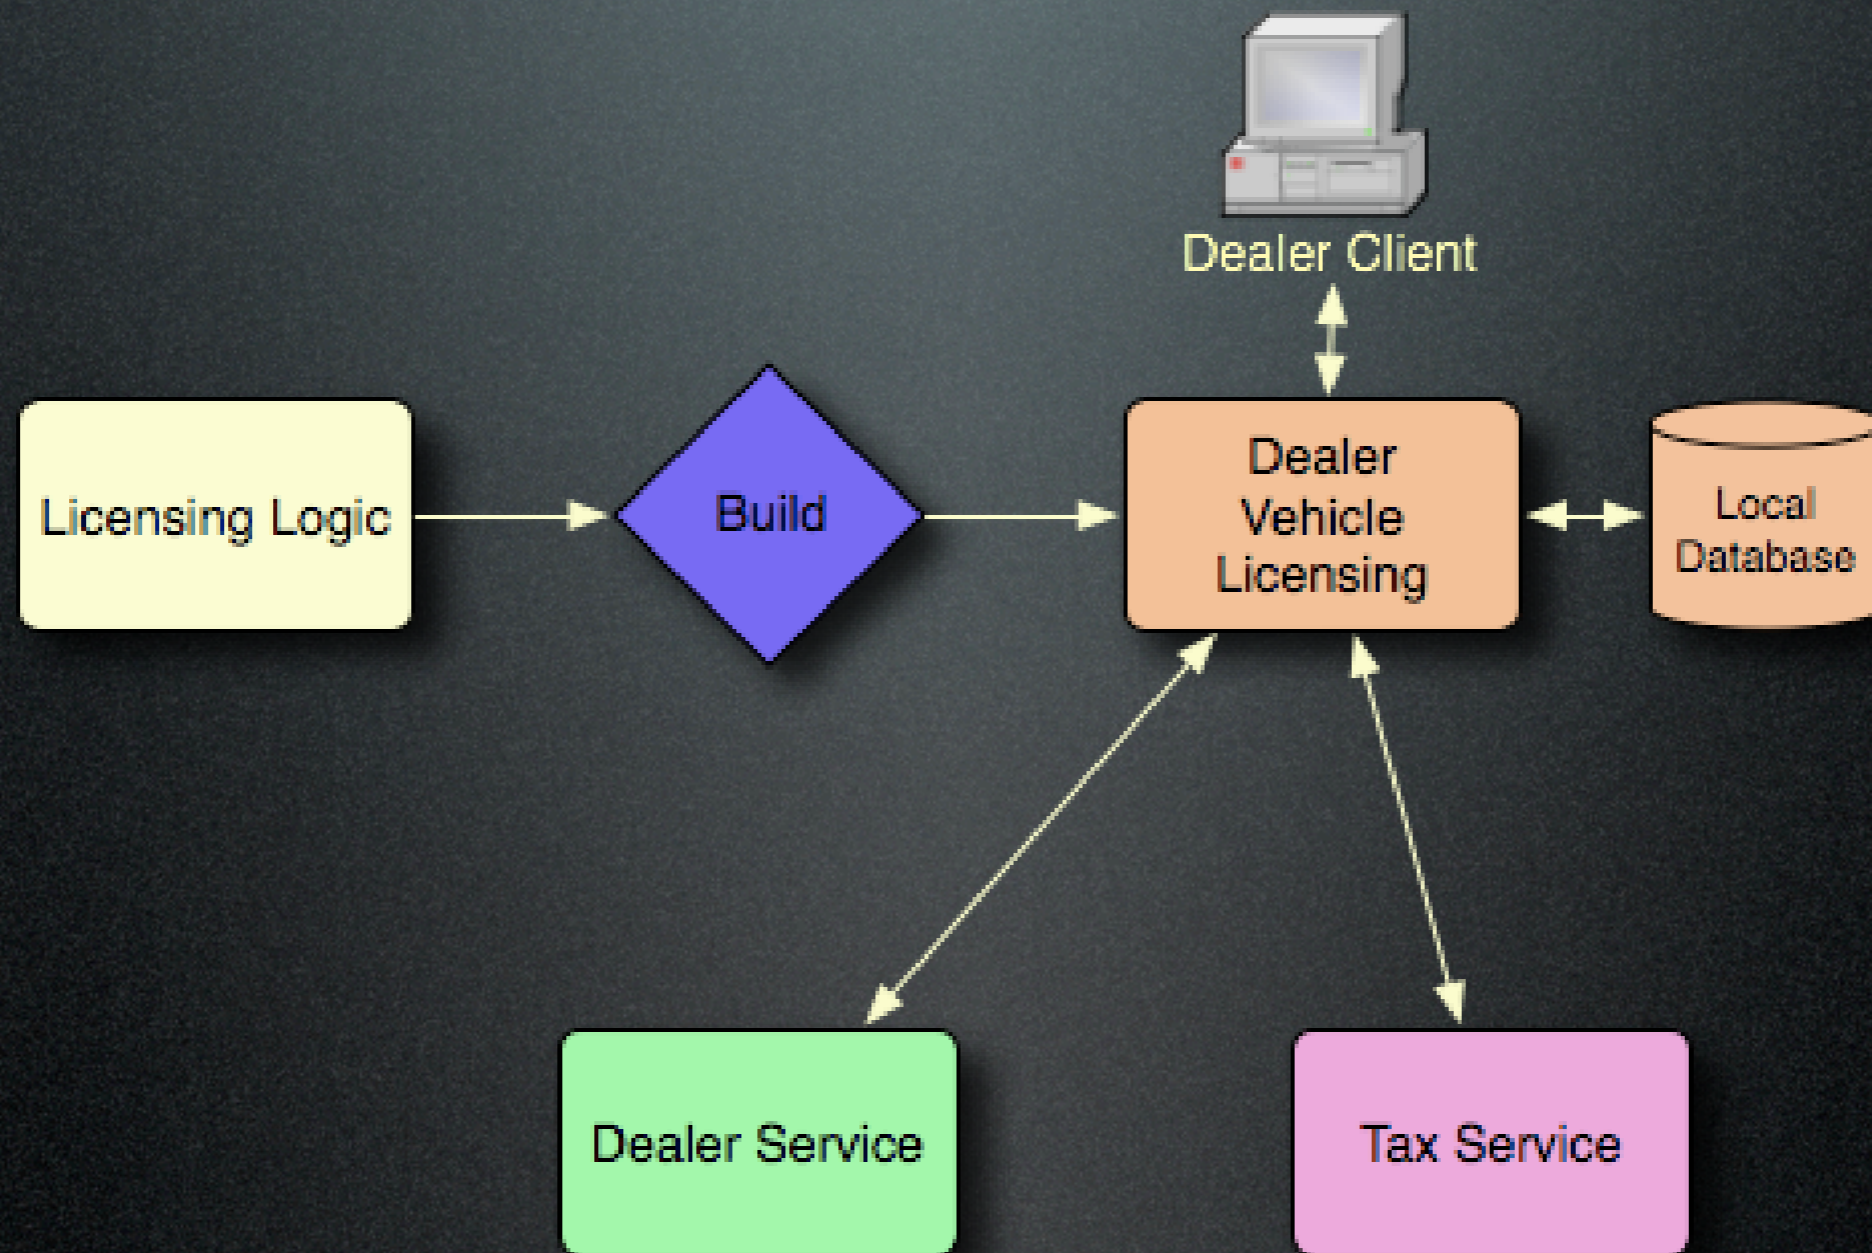 Dealer Client
Licensing Logic
Build
Dealer
Vehicle
Licensing
Local
Database
Dealer Service
Tax Service